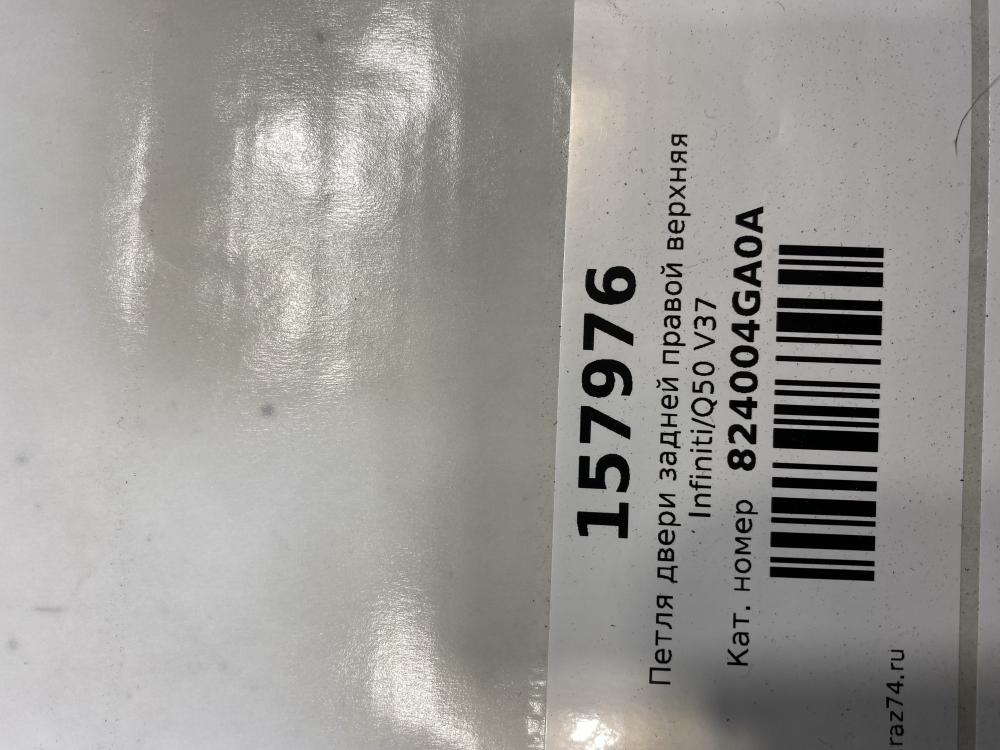 157976
Петля двери задней правой верхняя
Infiniti/Q50 V37
Кат. номер 824004GA0A
raz74.ru